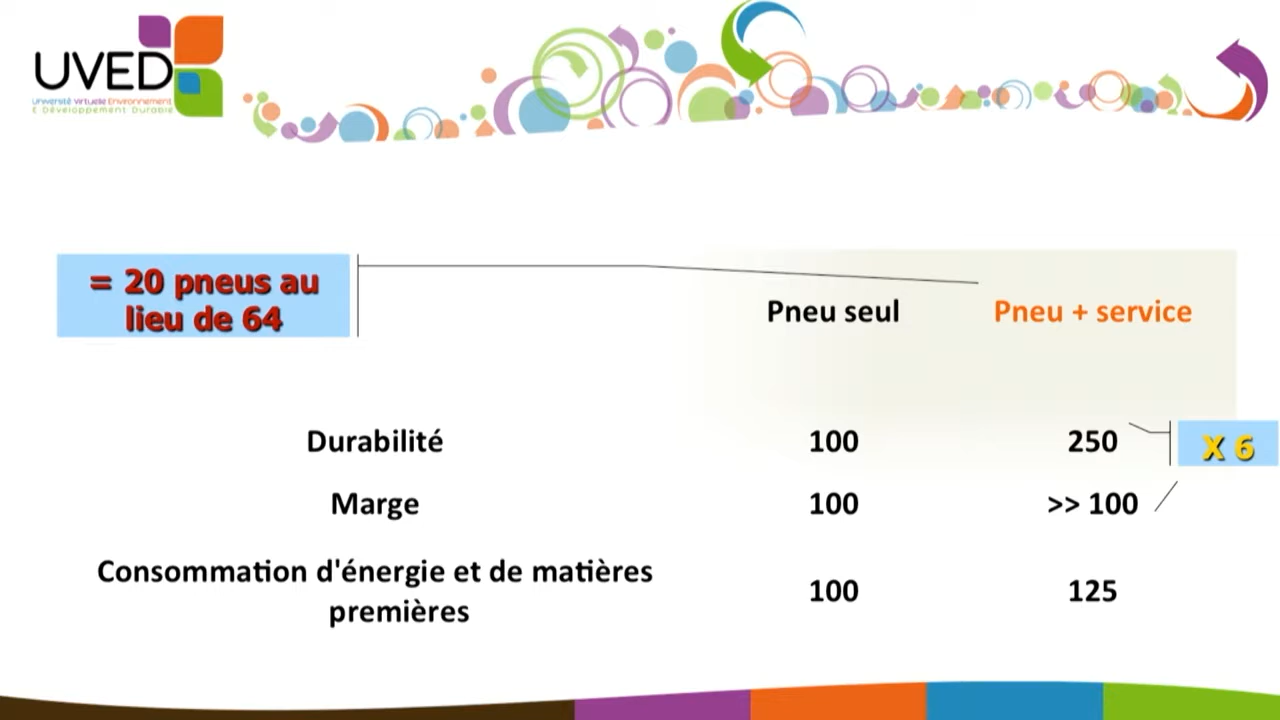 UVED
Université Virtuelle Environnement
& Développement Durable
= 20 pneus au
lieu de 64
Pneu seul
Pneu + service
Durabilité
100
250
X 6
Marge
100
>> 100
Consommation d'énergie et de matières
premières
100
125